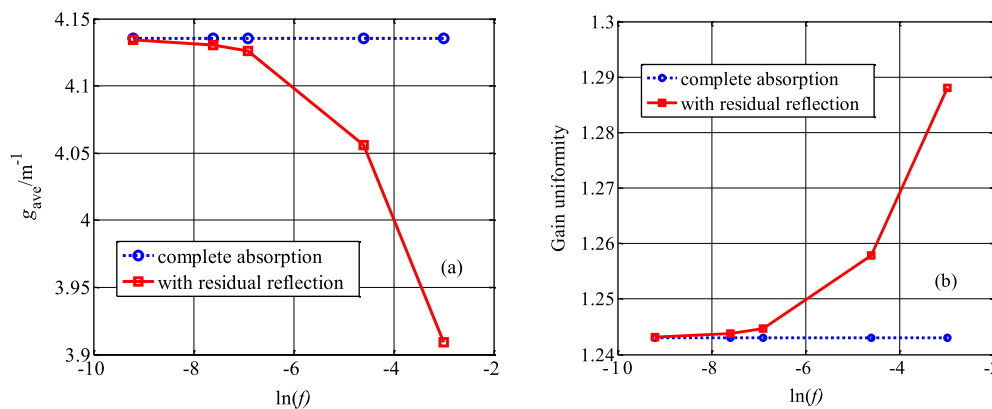 4.15
4.1
4.05
4
3.95
3.9
g_ave/m^-1
complete absorption
with residual reflection
(a)
-10 -8 -6 -4 -2
ln(f)
1.3
1.29
1.28
1.27
1.26
1.25
1.24
Gain uniformity
complete absorption
with residual reflection
(b)
-10 -8 -6 -4 -2
ln(f)